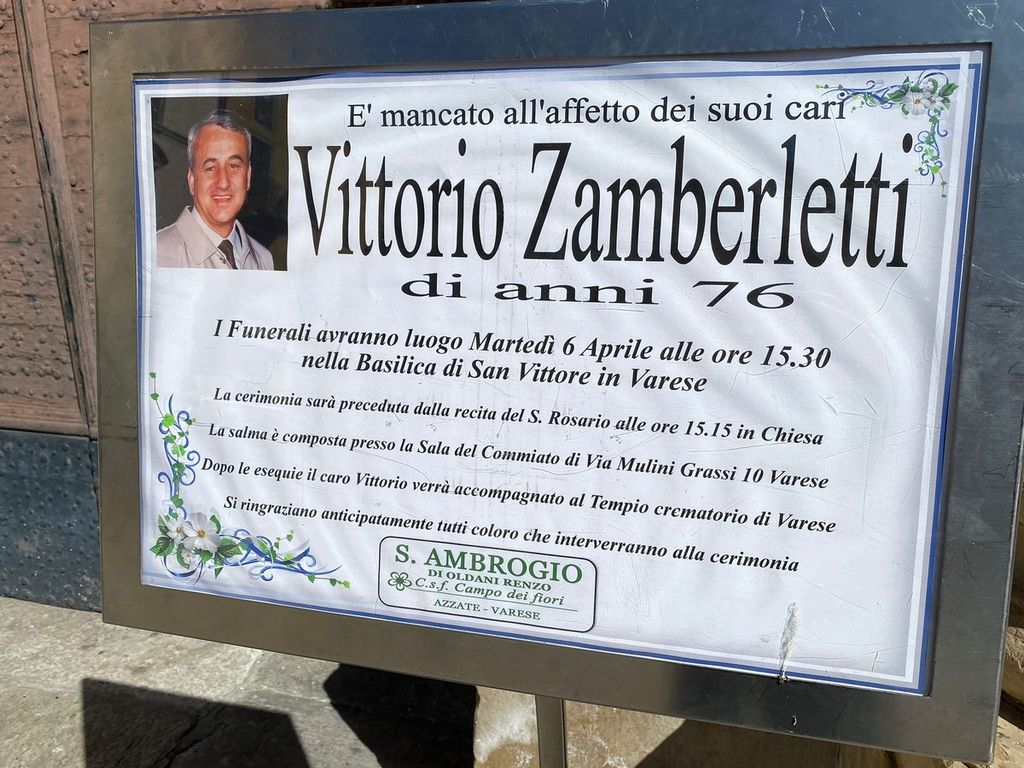 E' mancato all'affetto dei suoi cari
Vittorio Zamberletti
di anni 76
I Funerali avranno luogo Martedì 6 Aprile alle ore 15.30
nella Basilica di San Vittore in Varese
La cerimonia sarà preceduta dalla recita del S. Rosario alle ore 15.15 in Chiesa
La salma è composta presso la Sala del Commiato di Via Mulini Grassi 10 Varese
Dopo le esequie il caro Vittorio verrà accompagnato al Tempio crematorio di Varese
Si ringraziano anticipatamente tutti coloro che interverranno alla cerimonia
S. AMBROGIO
DI OLDANI RENZO
C.s.f. Campo dei fiori
AZZATE - VARESE